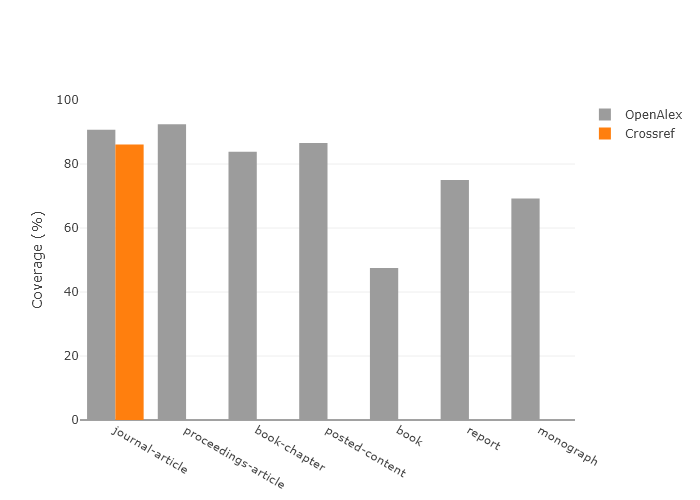 100
80
60
40
20
0
Coverage (%)
OpenAlex
Crossref
journal-article
proceedings-article
book-chapter
posted-content
book
report
monograph